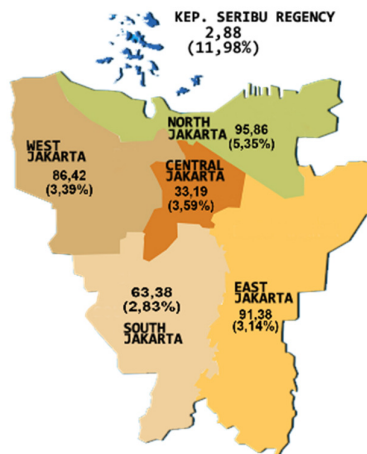 KEP. SERIBU REGENCY
2,88
(11,98%)
NORTH
JAKARTA
95,86
(5,35%)
WEST
JAKARTA
86,42
(3,39%)
CENTRAL
JAKARTA
33,19
(3,59%)
63,38
(2,83%)
SOUTH
JAKARTA
EAST
JAKARTA
91,38
(3,14%)